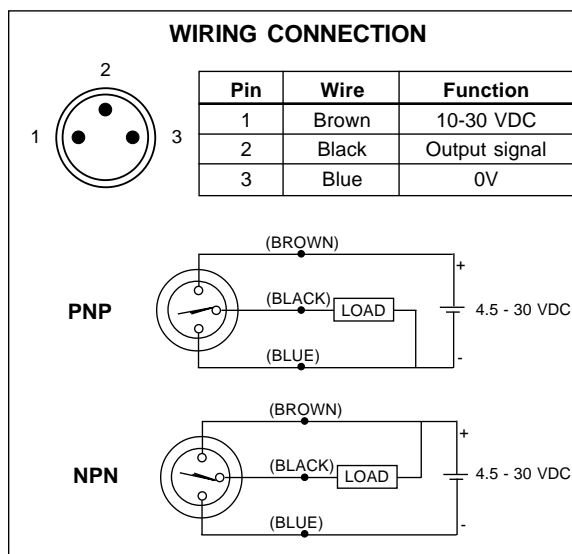 WIRING CONNECTION
2
1
3
Pin Wire Function
1 Brown 10-30 VDC
2 Black Output signal
3 Blue 0V
(BROWN)
+
PNP
(BLACK)
LOAD
4.5 - 30 VDC
(BLUE)
-
(BROWN)
+
NPN
(BLACK)
LOAD
4.5 - 30 VDC
(BLUE)
-